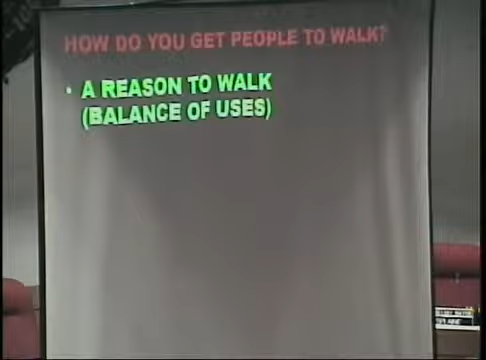 HOW DO YOU GET PEOPLE TO WALK?
• A REASON TO WALK
(BALANCE OF USES)